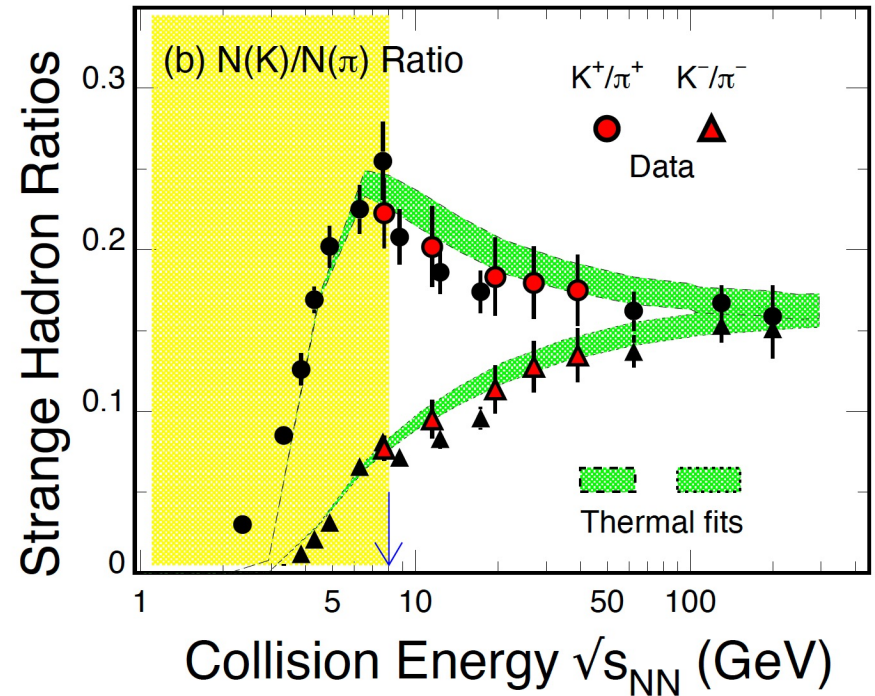 (b) N(K)/N(π) Ratio
K⁺/π⁺ K⁻/π⁻
Data
Thermal fits
Strange Hadron Ratios
0.3
0.2
0.1
0
1 5 10 50 100
Collision Energy √sNN (GeV)